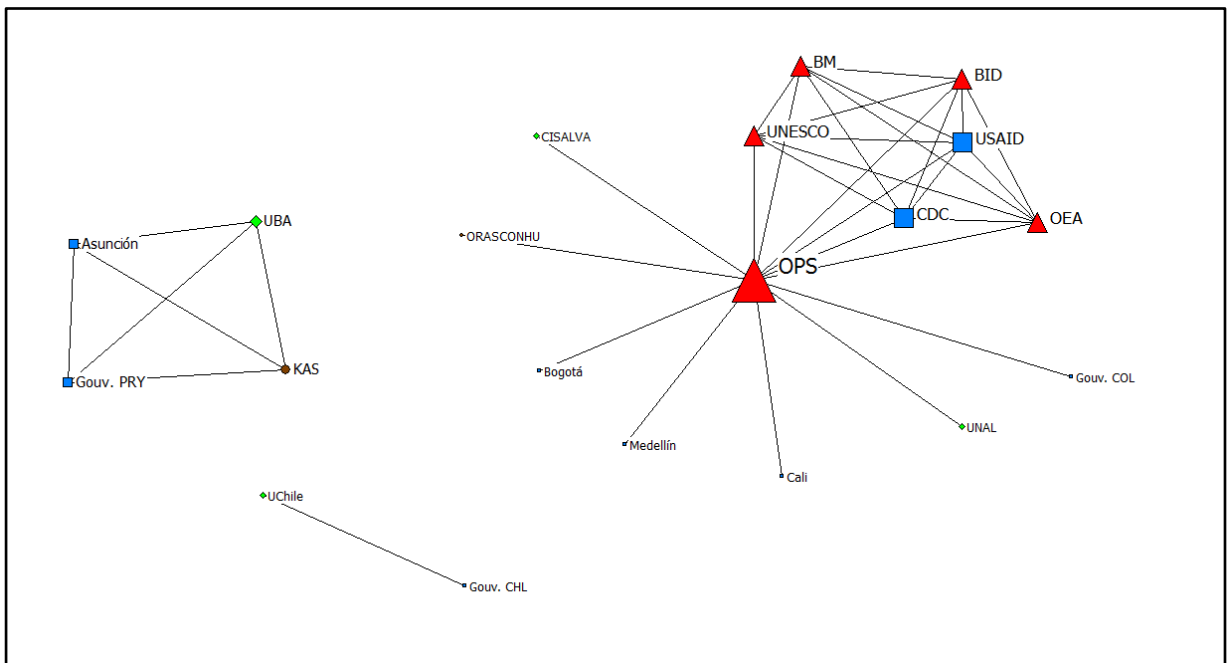 BM
BID
CISALVA
UNESCO
USAID
UBA
CDC
OEA
Asunción
ORASCONHU
OPS
KAS
Bogotá
Gouv. COL
Gouv. PRY
UNAL
Medellín
Cali
UChile
Gouv. CHL